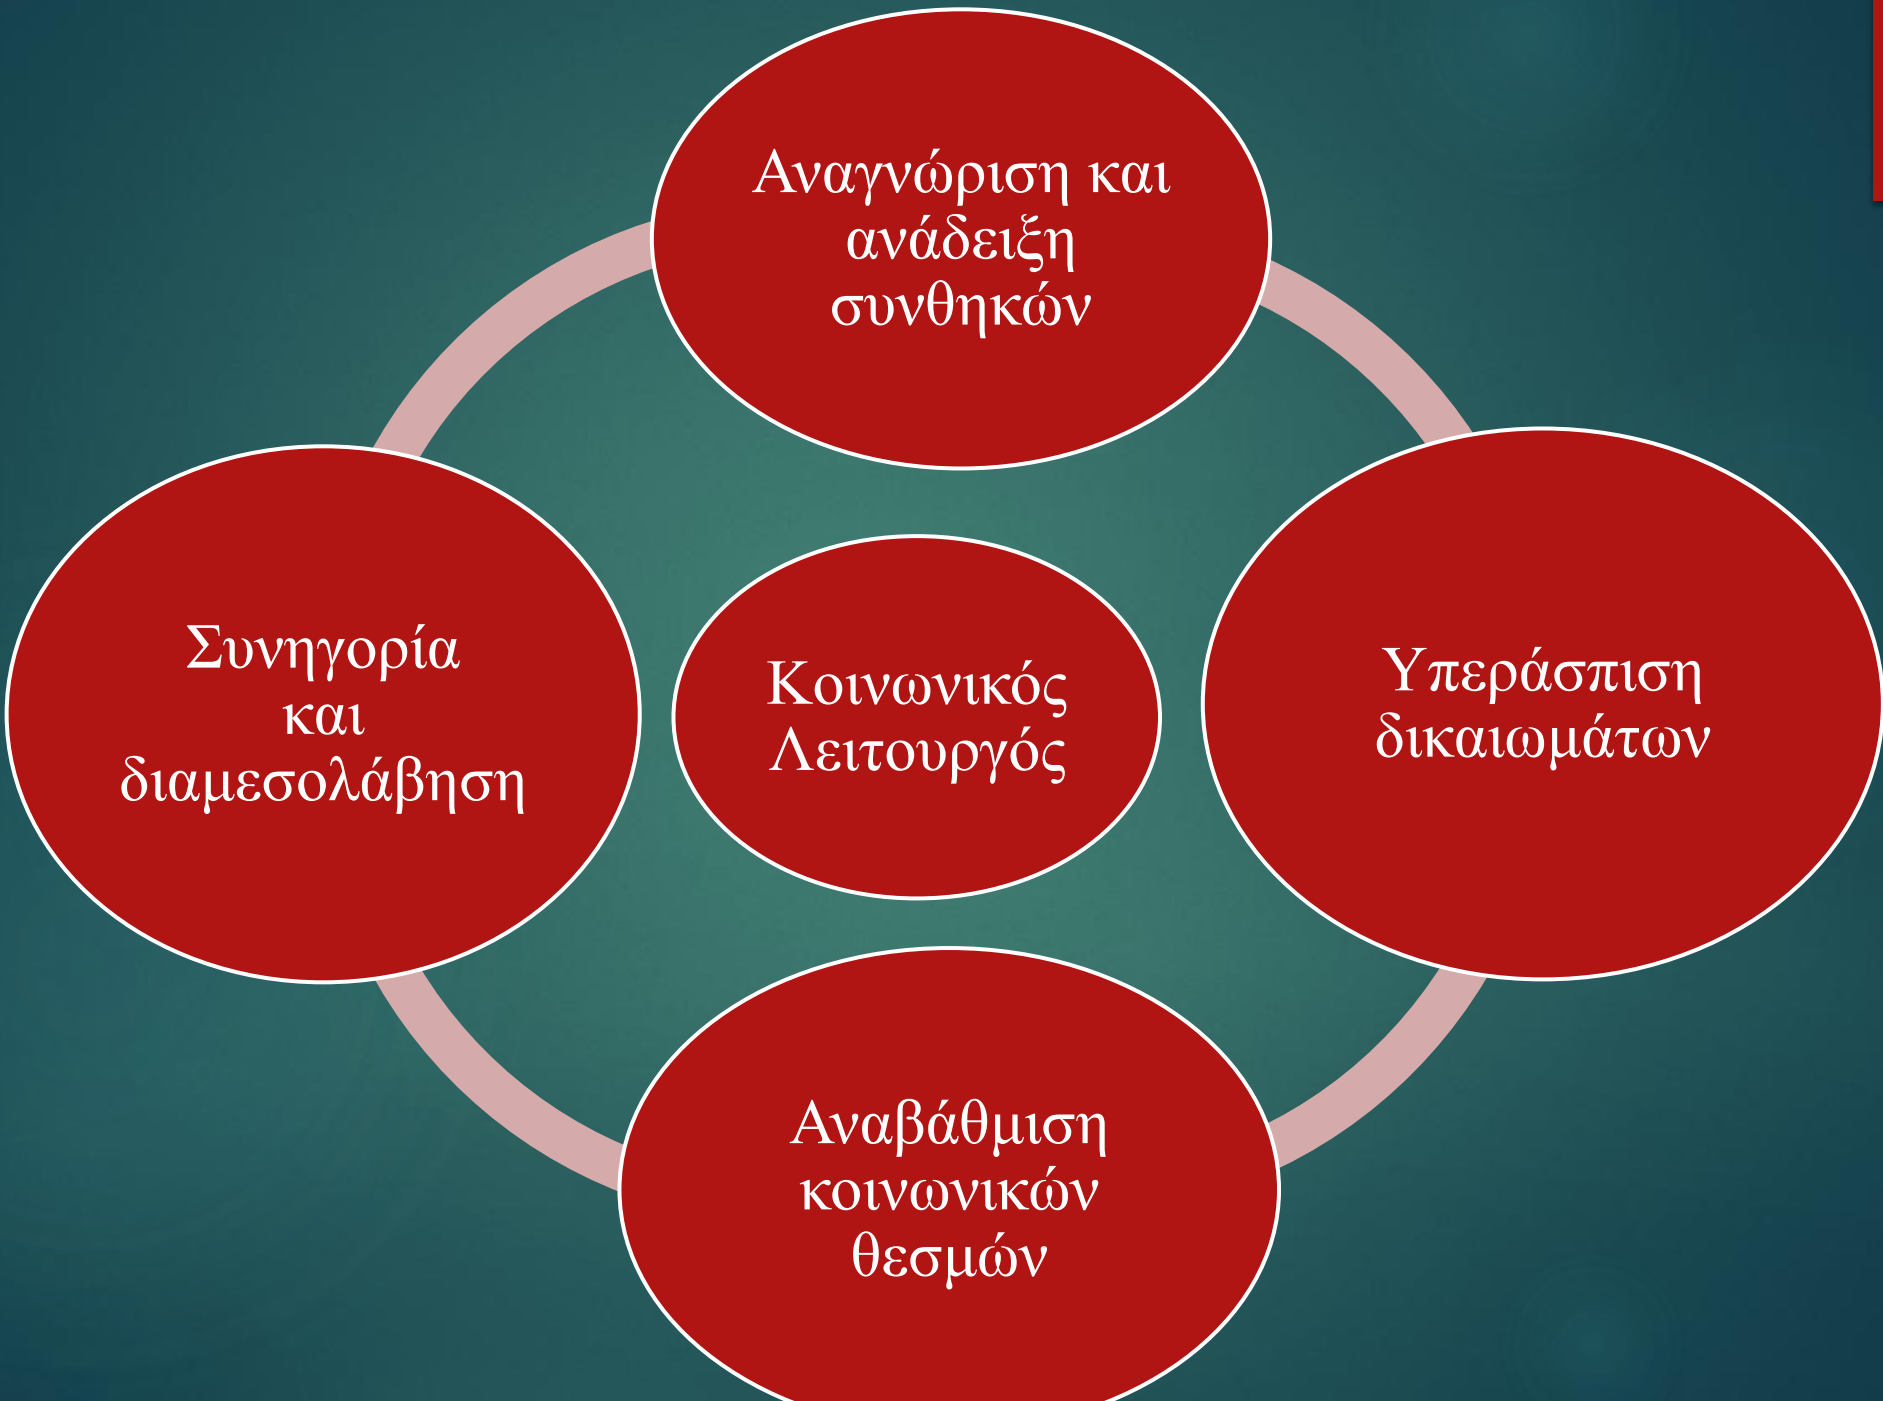 Αναγνώριση και
ανάδειξη
συνθηκών
Συνηγορία
και
διαμεσολάβηση
Κοινωνικός
Λειτουργός
Υπεράσπιση
δικαιωμάτων
Αναβάθμιση
κοινωνικών
θεσμών